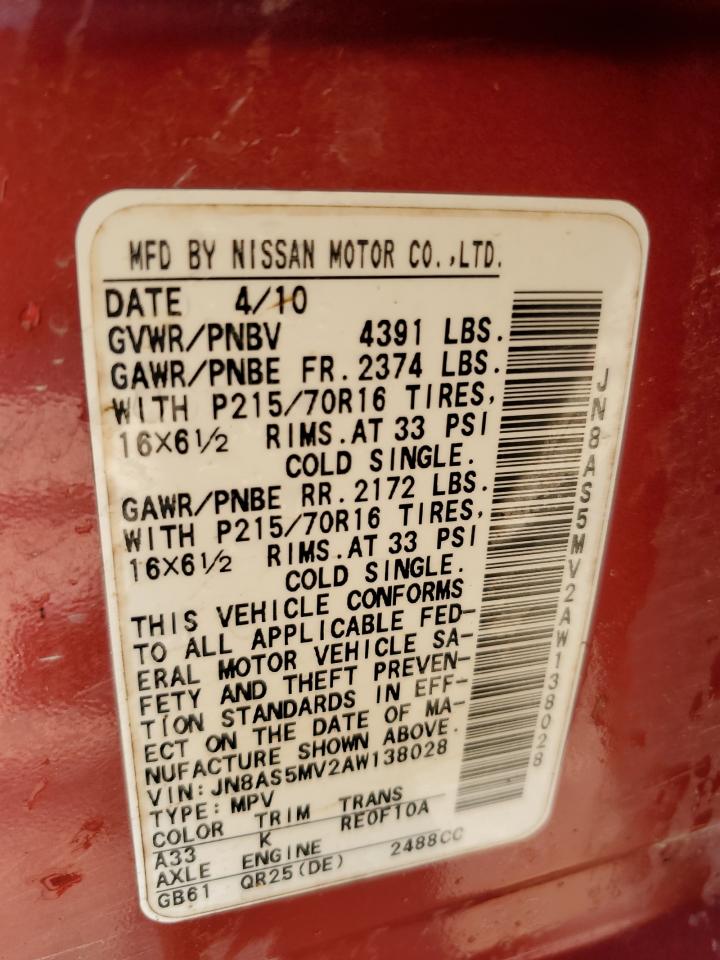 MFD BY NISSAN MOTOR CO.,LTD.
DATE 4/10
GVWR/PNBV 4391 LBS.
GAWR/PNBE FR.2374 LBS.
WITH P215/70R16 TIRES,
16X6½ RIMS.AT 33 PSI
COLD SINGLE.
GAWR/PNBE RR.2172 LBS.
WITH P215/70R16 TIRES,
16X6½ RIMS.AT 33 PSI
COLD SINGLE.
THIS VEHICLE CONFORMS
TO ALL APPLICABLE FED-
ERAL MOTOR VEHICLE SA-
FETY AND THEFT PREVEN-
TION STANDARDS IN EFF-
ECT ON THE DATE OF MA-
NUFACTURE SHOWN ABOVE.
VIN:JN8AS5MV2AW138028
TYPE:MPV
COLOR TRIM TRANS
A33 K RE0F10A
AXLE ENGINE
GB61 QR25(DE) 2488CC
JN8AS5MV2AW138028